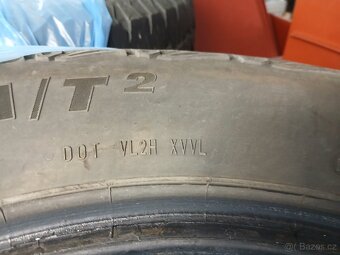 /T²
DOT VL2H XVVL
© Bazos.cz